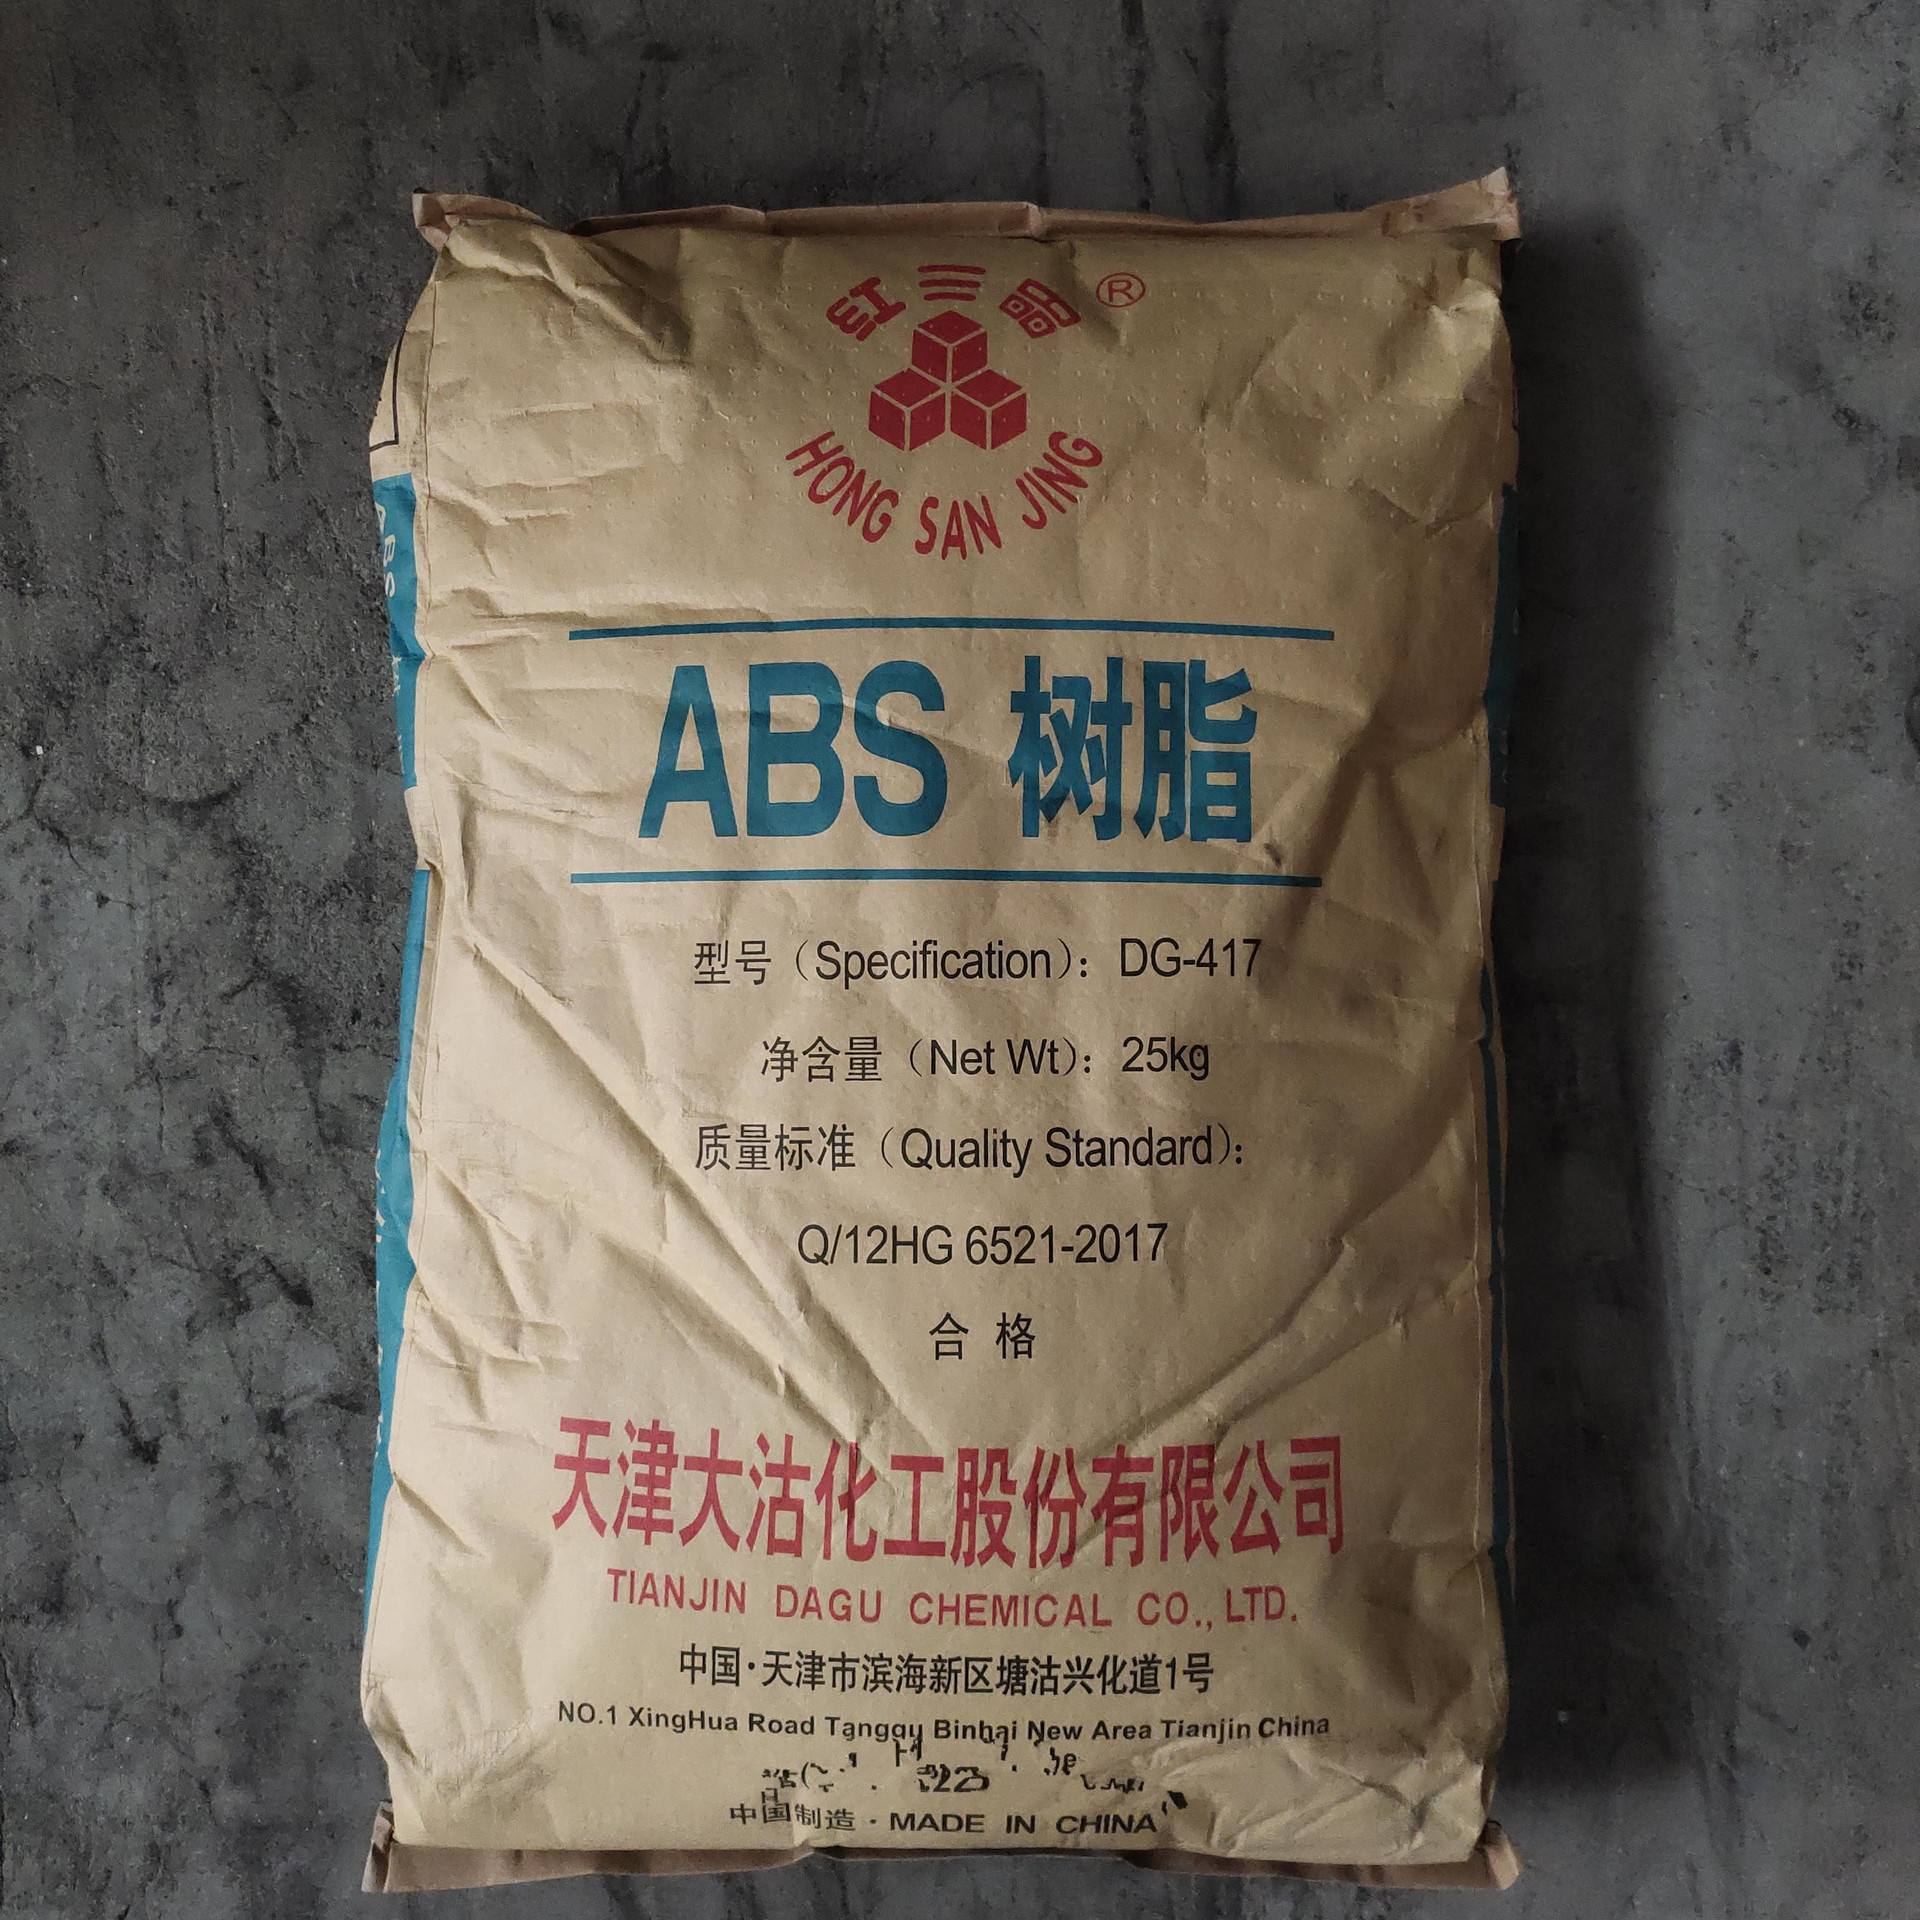 红三晶 ®
HONG SAN JING
ABS 树脂
型号（Specification）：DG-417
净含量（Net Wt）：25kg
质量标准（Quality Standard）：
Q/12HG 6521-2017
合 格
天津大沽化工股份有限公司
TIANJIN DAGU CHEMICAL CO., LTD.
中国·天津市滨海新区塘沽兴化道1号
NO.1 XingHua Road Tanggu Binhai New Area Tianjin China
中国制造·MADE IN CHINA
ABS